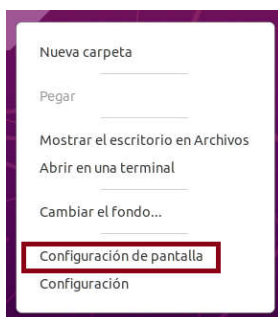 Nueva carpeta
Pegar
Mostrar el escritorio en Archivos
Abrir en una terminal
Cambiar el fondo...
Configuración de pantalla
Configuración